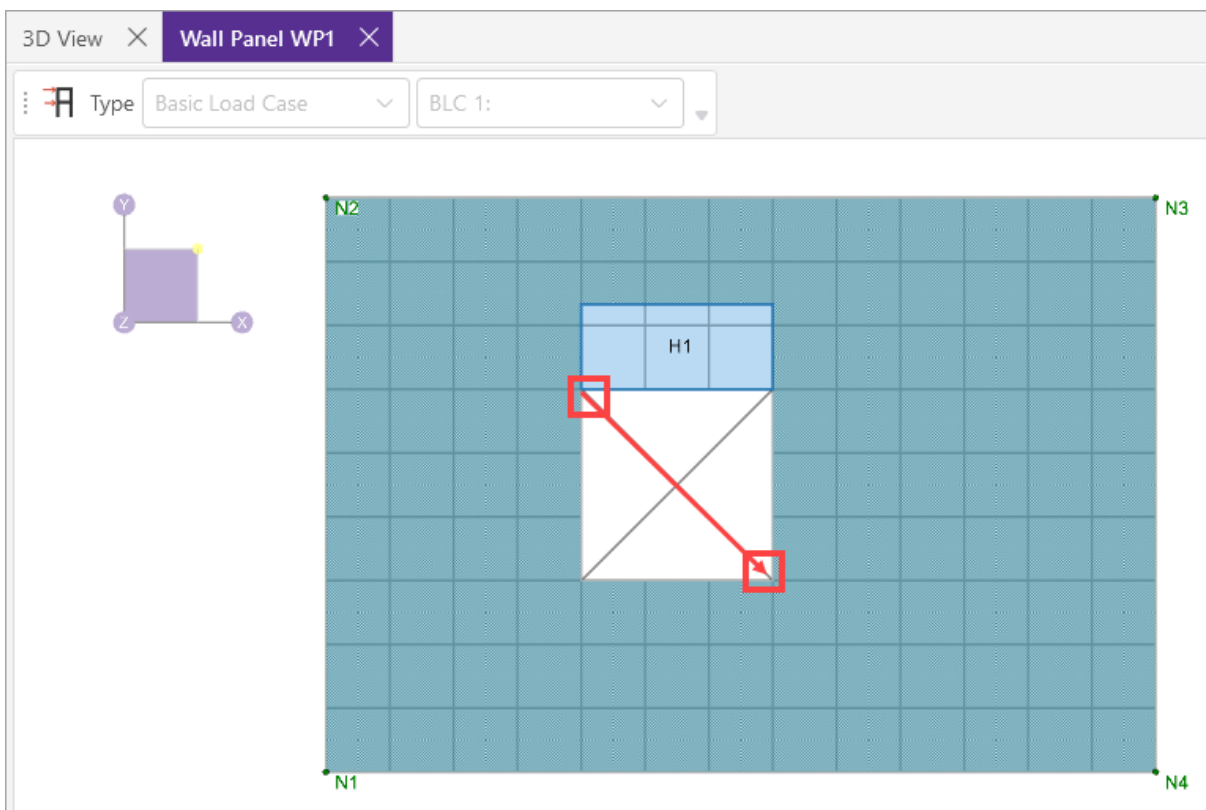 3D View Wall Panel WP1
Type Basic Load Case BLC 1:
Y
N2 N3
Z X
H1
N1 N4